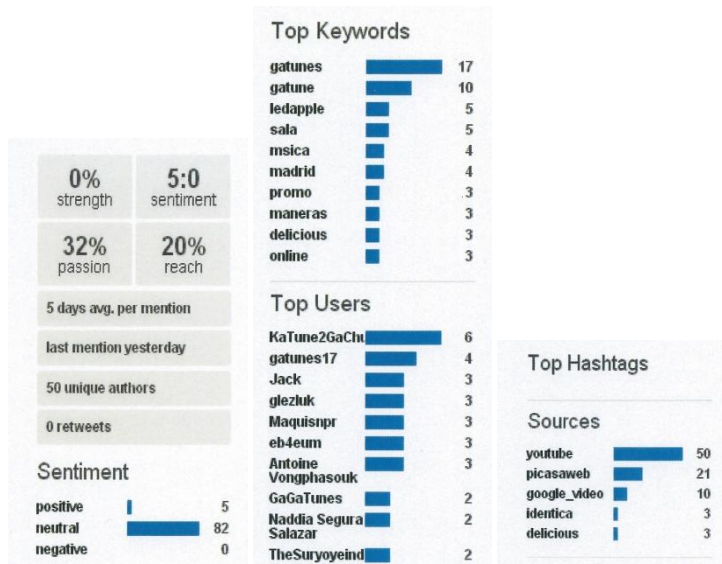 0%
strength
5:0
sentiment
32%
passion
20%
reach
5 days avg. per mention
last mention yesterday
50 unique authors
0 retweets
Sentiment
positive 5
neutral 82
negative 0
Top Keywords
gatunes 17
gatune 10
ledapple 5
sala 5
msica 4
madrid 4
promo 3
maneras 3
delicious 3
online 3
Top Users
KaTune2GaChu 6
gatunes17 4
Jack 3
glezluk 3
Maquisnpr 3
eb4eum 3
Antoine 3
Vongphasouk
GaGaTunes 2
Naddia Segura 2
Salazar
TheSuryoyeind 2
Top Hashtags
Sources
youtube 50
picasaweb 21
google_video 10
identica 3
delicious 3